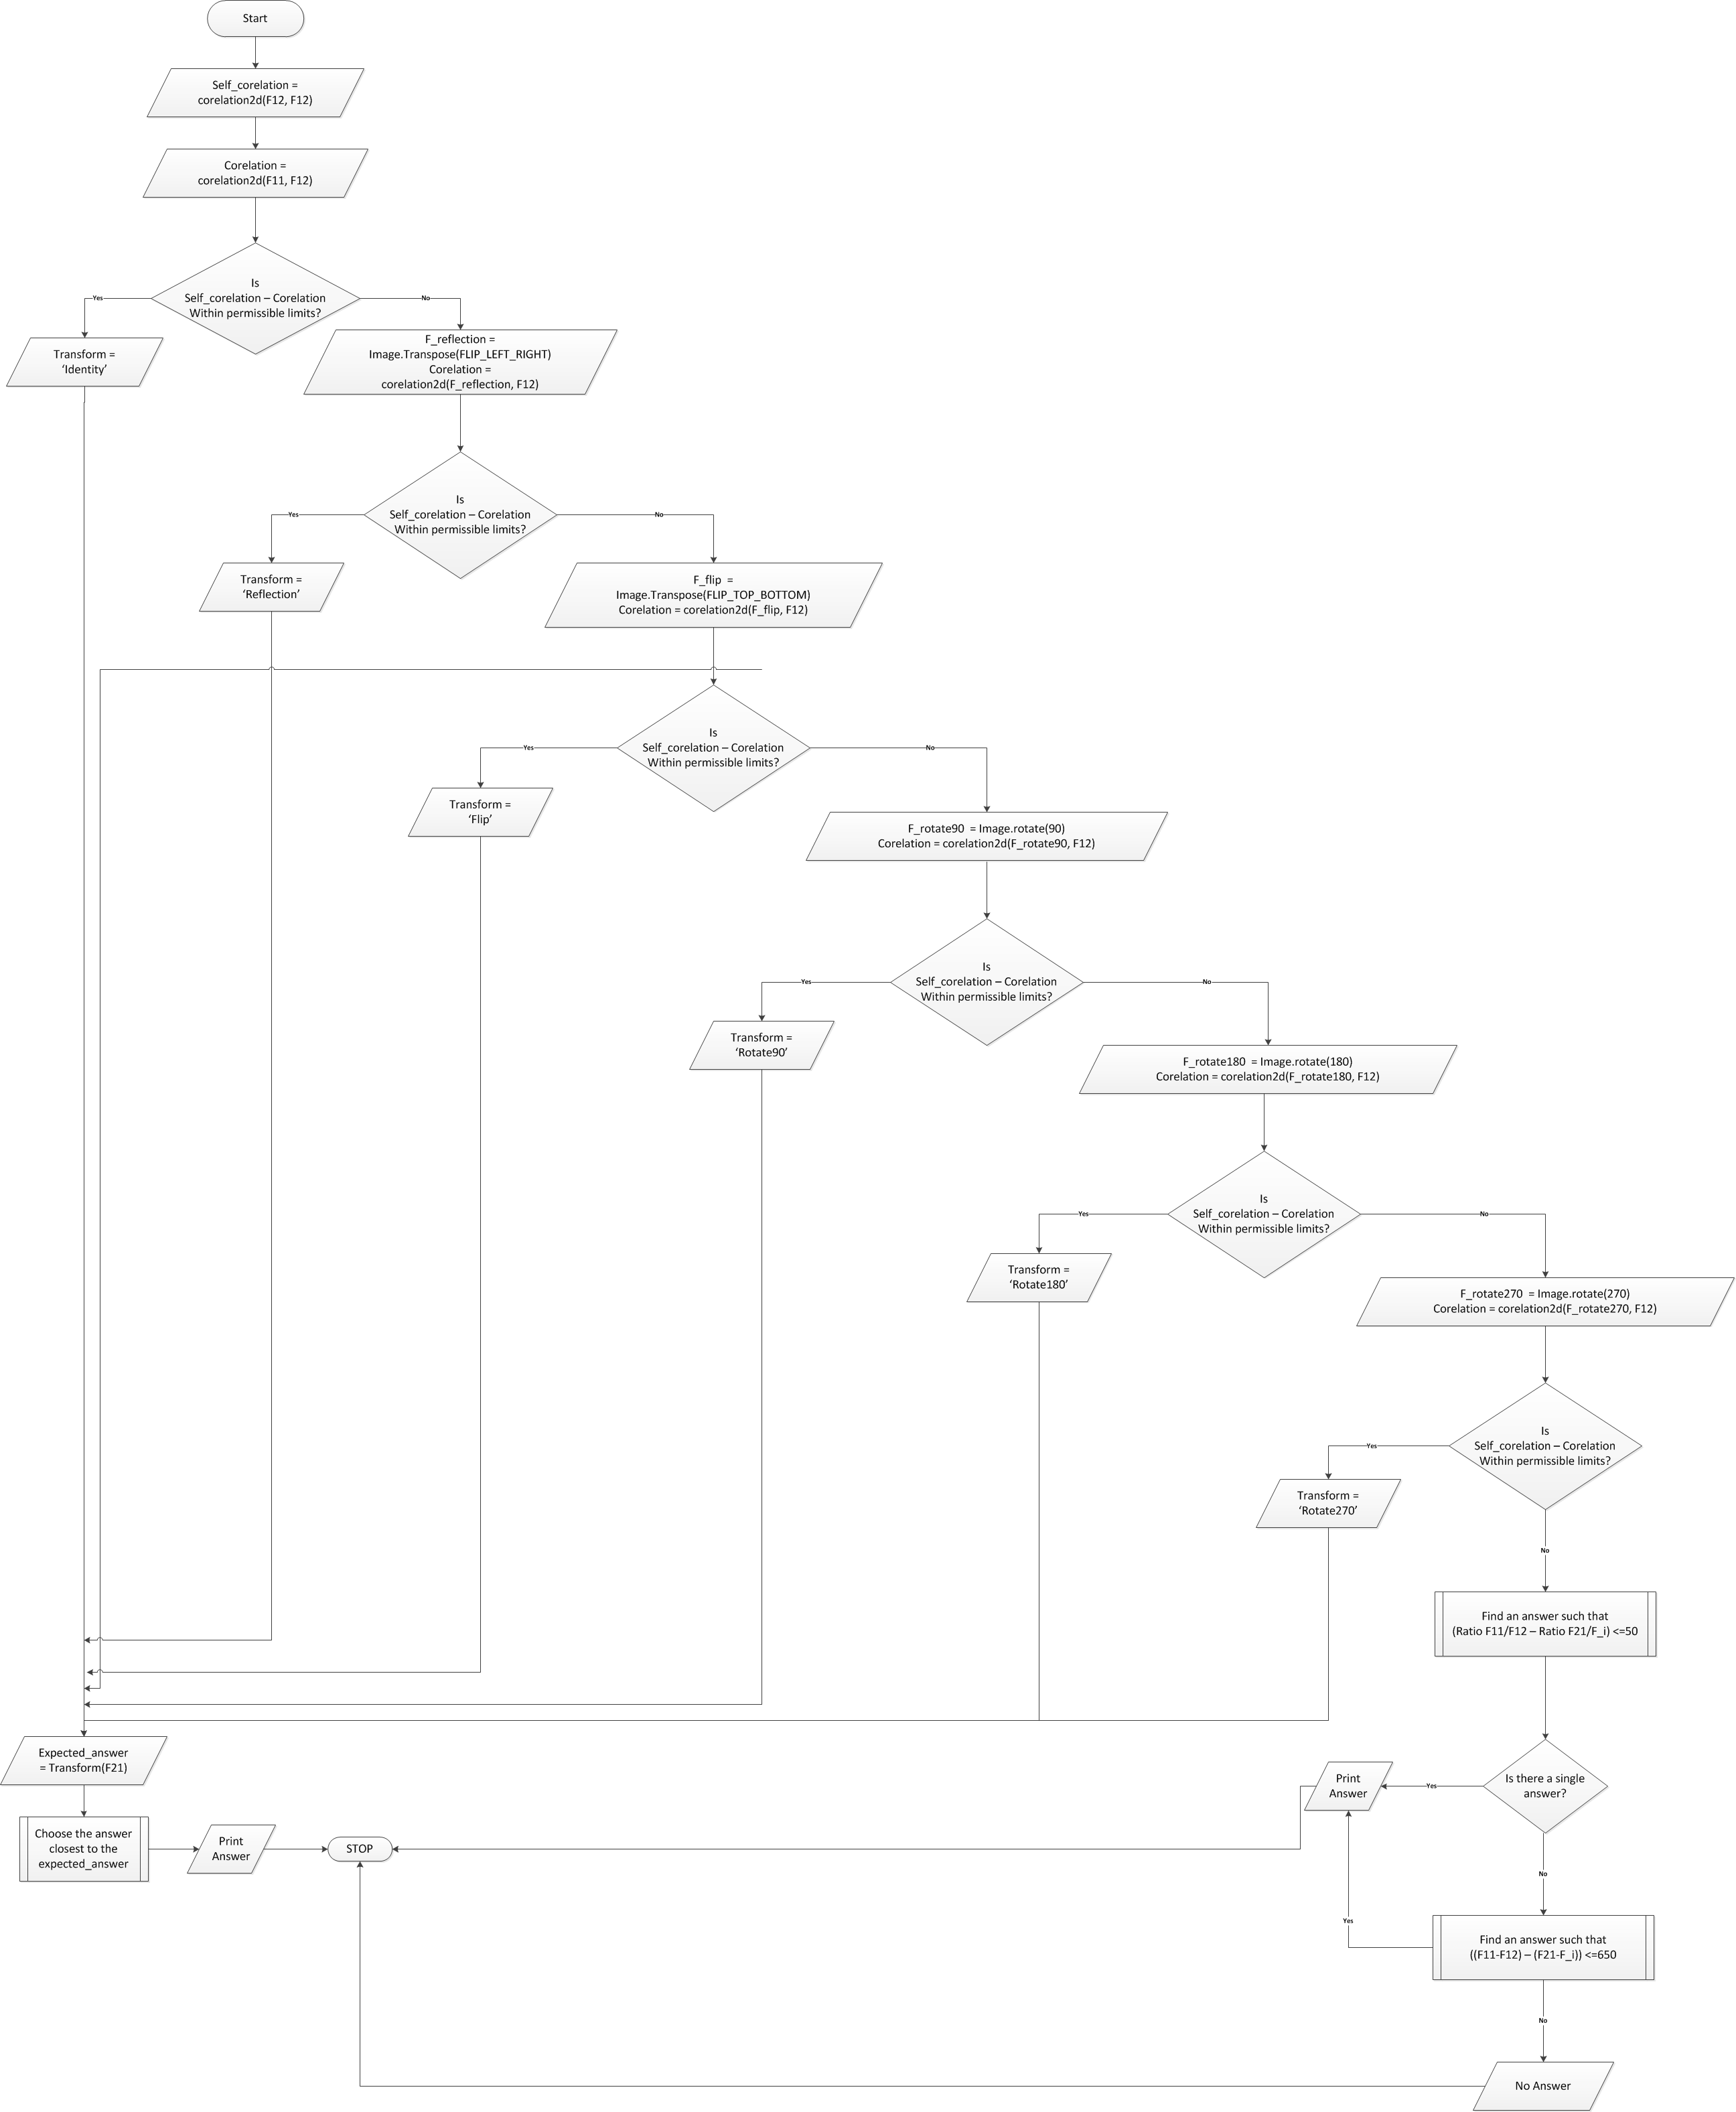 Start
Self_corelation =
corelation2d(F12, F12)
Corelation =
corelation2d(F11, F12)
Is
Self_corelation – Corelation
Within permissible limits?
Yes
No
Transform =
‘Identity’
F_reflection =
Image.Transpose(FLIP_LEFT_RIGHT)
Corelation =
corelation2d(F_reflection, F12)
Is
Self_corelation – Corelation
Within permissible limits?
Yes
No
Transform =
‘Reflection’
F_flip =
Image.Transpose(FLIP_TOP_BOTTOM)
Corelation = corelation2d(F_flip, F12)
Is
Self_corelation – Corelation
Within permissible limits?
Yes
No
Transform =
‘Flip’
F_rotate90 = Image.rotate(90)
Corelation = corelation2d(F_rotate90, F12)
Is
Self_corelation – Corelation
Within permissible limits?
Yes
No
Transform =
‘Rotate90’
F_rotate180 = Image.rotate(180)
Corelation = corelation2d(F_rotate180, F12)
Is
Self_corelation – Corelation
Within permissible limits?
Yes
No
Transform =
‘Rotate180’
F_rotate270 = Image.rotate(270)
Corelation = corelation2d(F_rotate270, F12)
Is
Self_corelation – Corelation
Within permissible limits?
Yes
Transform =
‘Rotate270’
No
Find an answer such that
(Ratio F11/F12 – Ratio F21/F_i) <=50
Expected_answer
= Transform(F21)
Is there a single
answer?
Yes
Print
Answer
Choose the answer
closest to the
expected_answer
Print
Answer
STOP
No
Yes
Find an answer such that
((F11-F12) – (F21-F_i)) <=650
No
No Answer